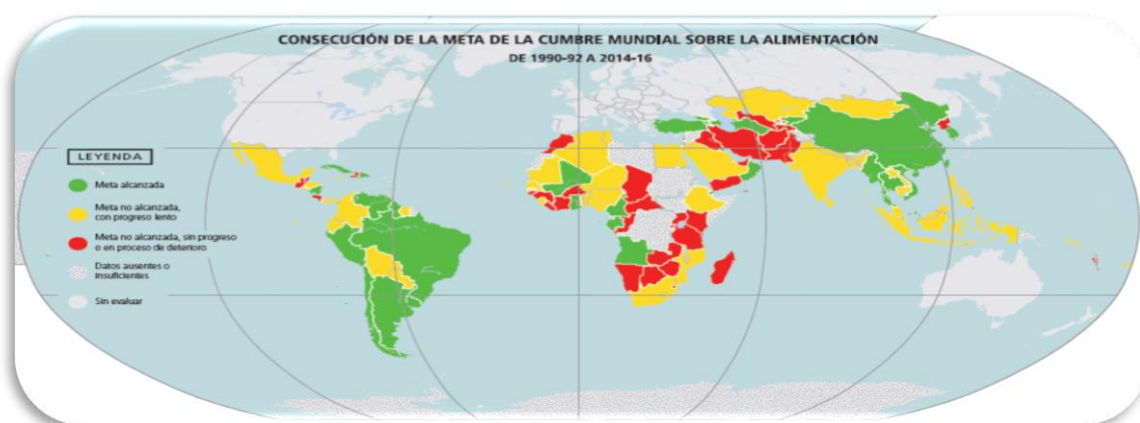 CONSECUCIÓN DE LA META DE LA CUMBRE MUNDIAL SOBRE LA ALIMENTACIÓN
DE 1990-92 A 2014-16
LEYENDA
Meta alcanzada
Meta no alcanzada,
con progreso lento
Meta no alcanzada, sin progreso
o en proceso de deterioro
Datos ausentes o
insuficientes
Sin evaluar